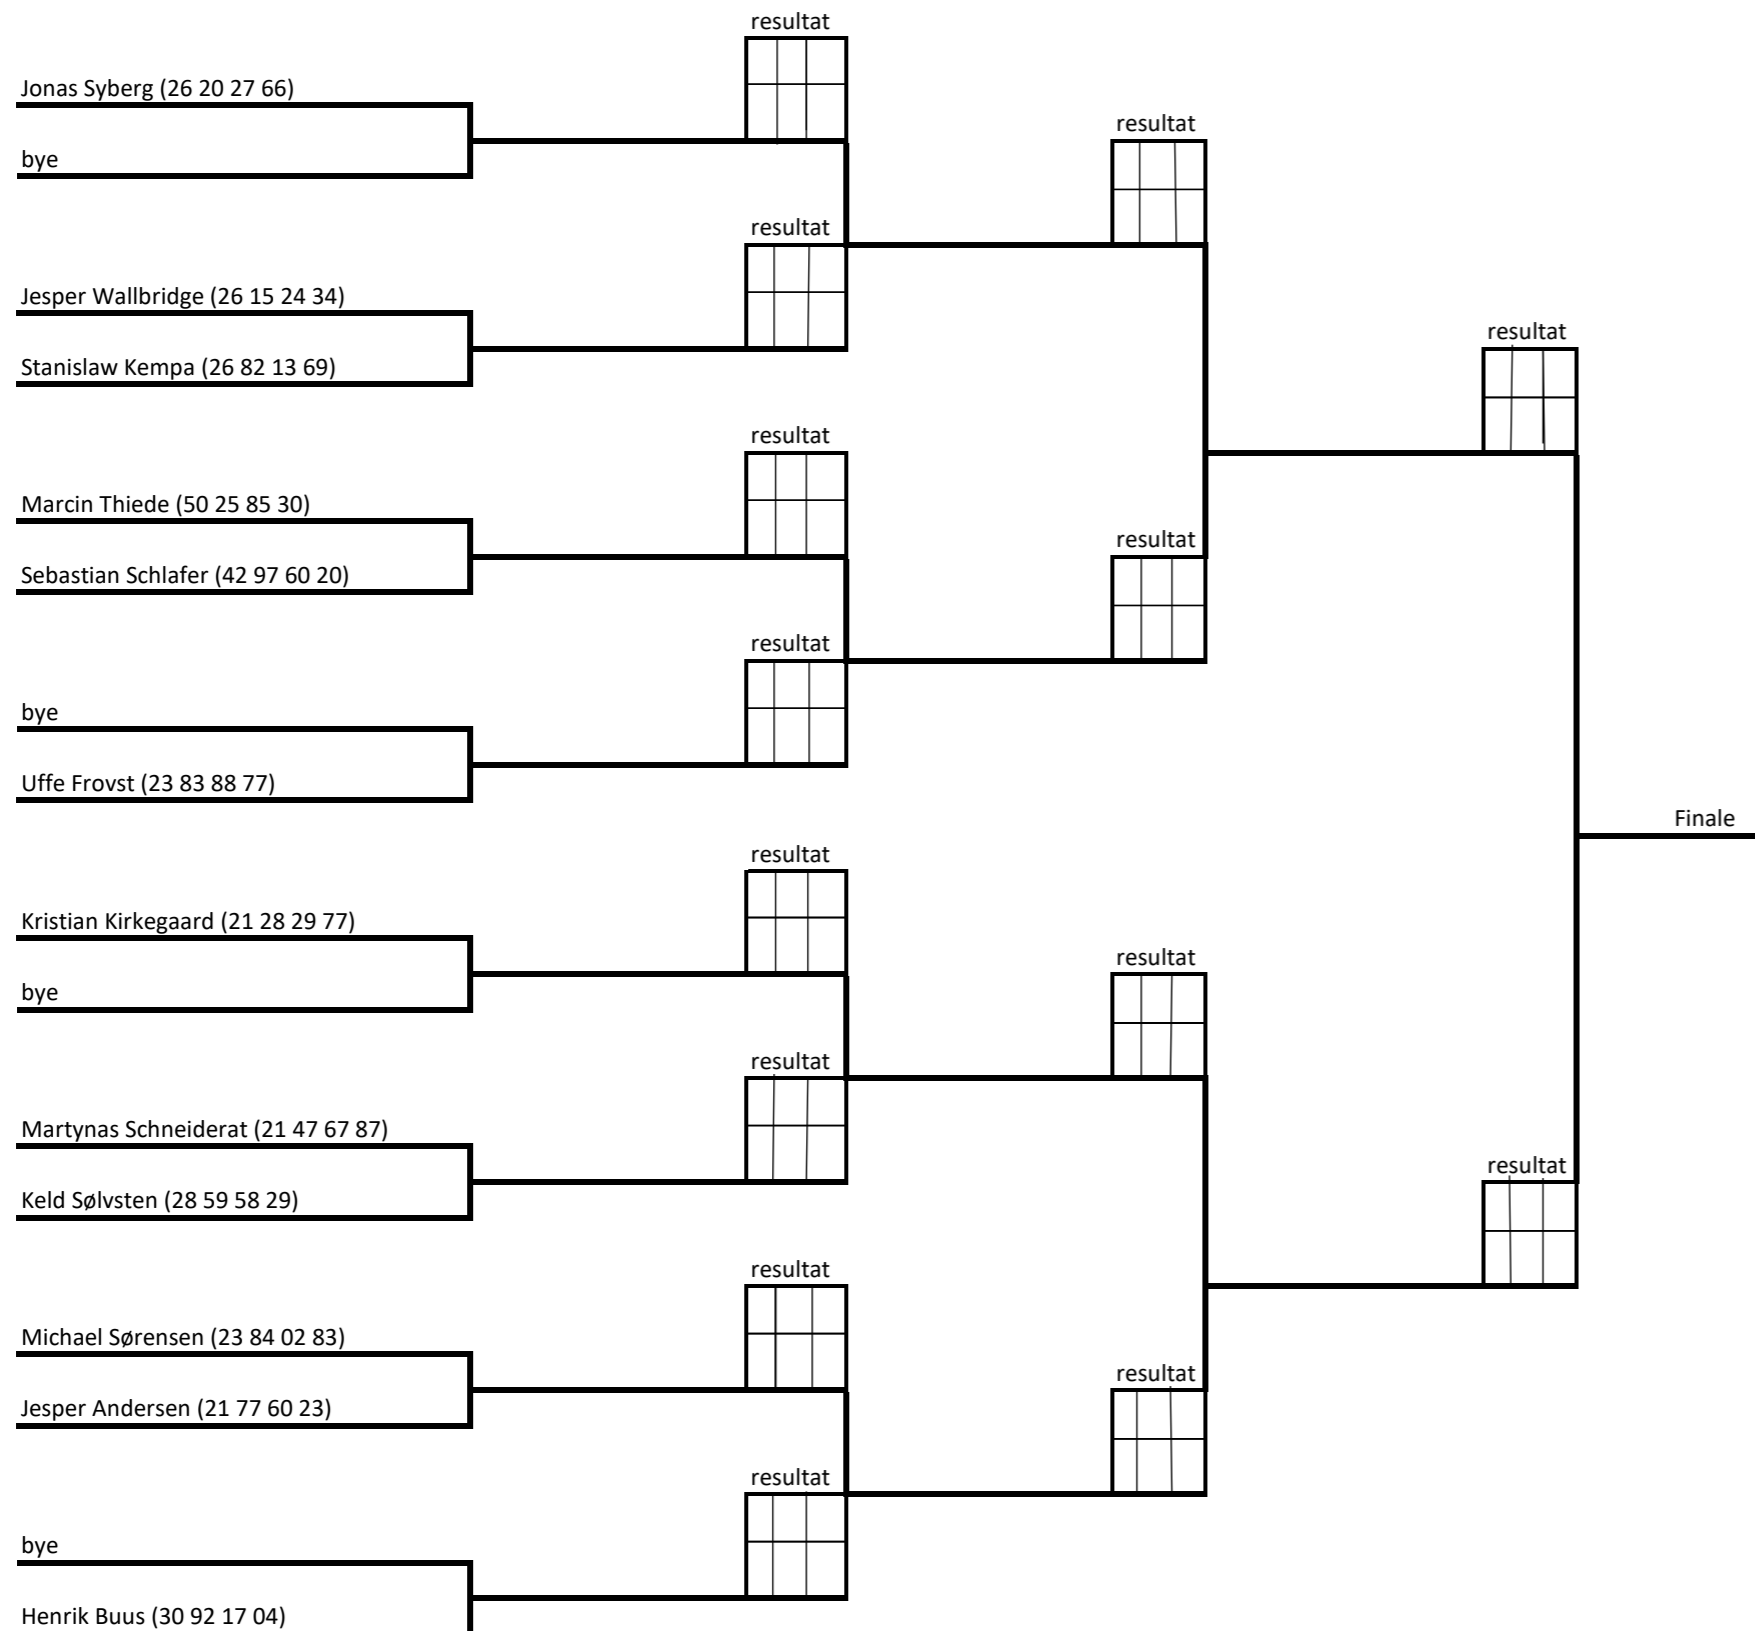 resultat
Jonas Syberg (26 20 27 66)
resultat
bye
resultat
Jesper Wallbridge (26 15 24 34)
resultat
Stanislaw Kempa (26 82 13 69)
resultat
Marcin Thiede (50 25 85 30)
resultat
Sebastian Schlafer (42 97 60 20)
resultat
bye
Uffe Frovst (23 83 88 77)
Finale
resultat
Kristian Kirkegaard (21 28 29 77)
resultat
bye
resultat
Martynas Schneiderat (21 47 67 87)
resultat
Keld Sølvsten (28 59 58 29)
resultat
Michael Sørensen (23 84 02 83)
resultat
Jesper Andersen (21 77 60 23)
resultat
bye
Henrik Buus (30 92 17 04)